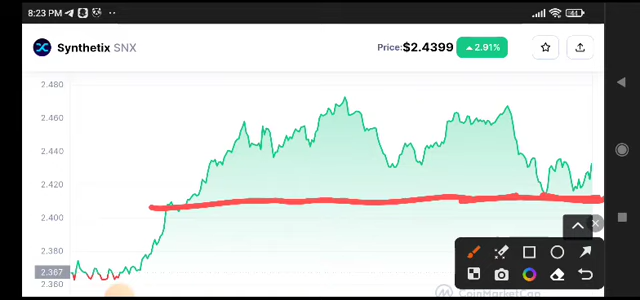 8:23 PM
44
Synthetix SNX
Price: $2.4399 2.91%
2.480
2.460
2.440
2.420
2.400
2.380
2.367
2.360
CoinMarketCap